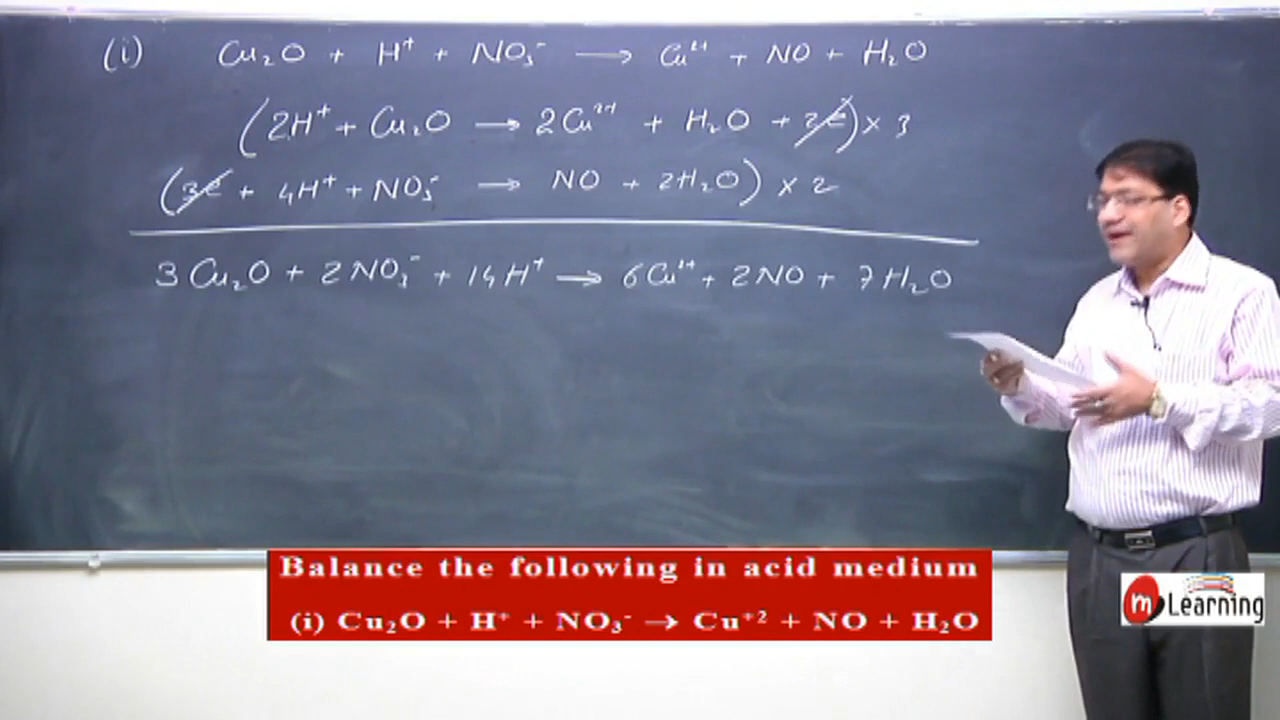 (i) Cu₂O + H⁺ + NO₃⁻ → Cu²⁺ + NO + H₂O
(2H⁺ + Cu₂O → 2Cu²⁺ + H₂O + 2e⁻) × 3
(3e⁻ + 4H⁺ + NO₃⁻ → NO + 2H₂O) × 2
3Cu₂O + 2NO₃⁻ + 14H⁺ → 6Cu²⁺ + 2NO + 7H₂O
Balance the following in acid medium
(i) Cu₂O + H⁺ + NO₃⁻ → Cu⁺² + NO + H₂O
m Learning